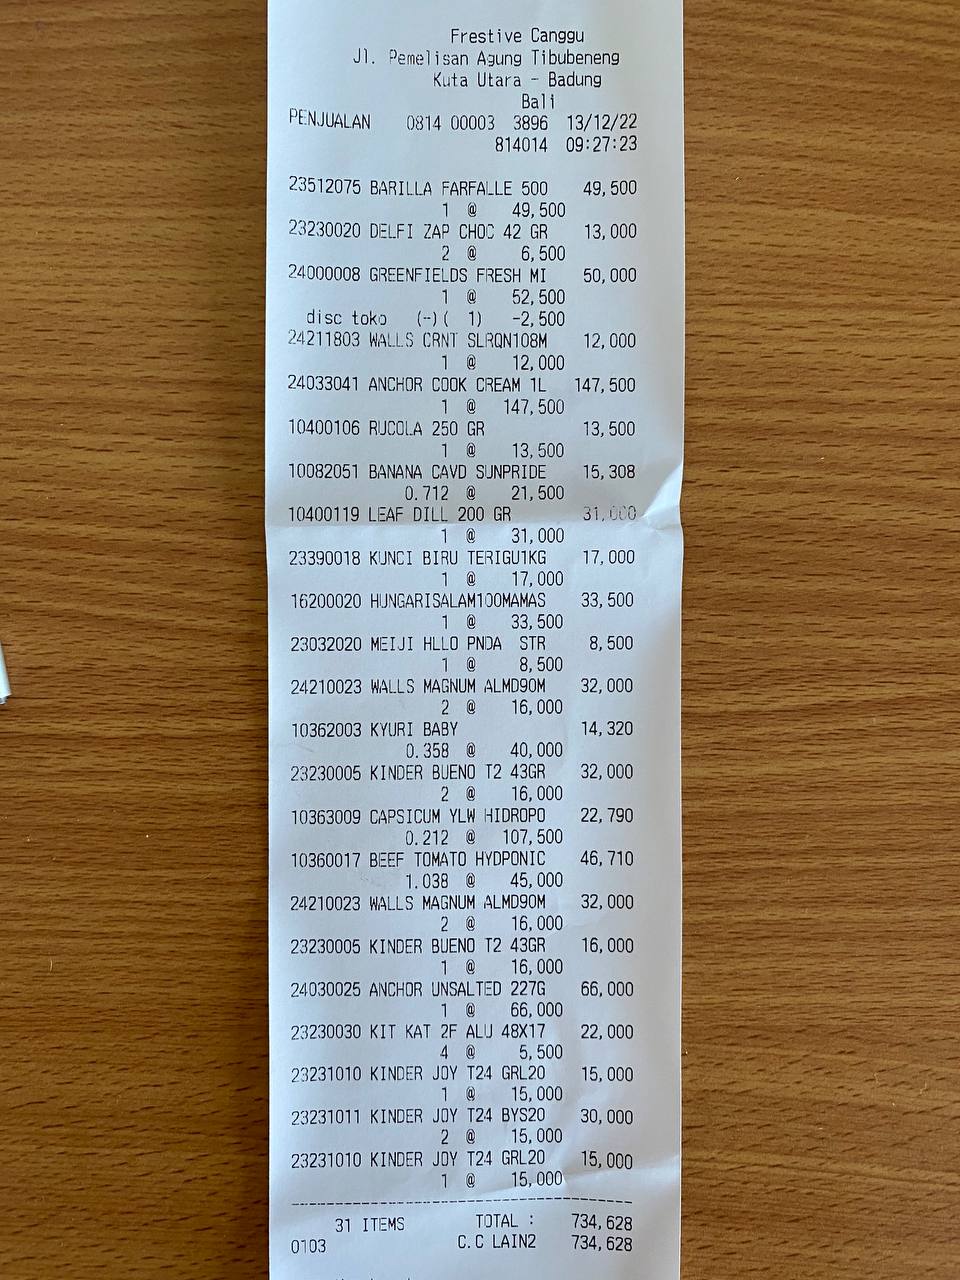 Frestive Canggu
Jl. Pemelisan Agung Tibubeneng
Kuta Utara - Badung
Bali
PENJUALAN 0814 00003 3896 13/12/22
814014 09:27:23
23512075 BARILLA FARFALLE 500 49,500
1 @ 49,500
23230020 DELFI ZAP CHOC 42 GR 13,000
2 @ 6,500
24000008 GREENFIELDS FRESH MI 50,000
1 @ 52,500
disc toko (-)( 1) -2,500
24211803 WALLS CRNT SLRQN108M 12,000
1 @ 12,000
24033041 ANCHOR COOK CREAM 1L 147,500
1 @ 147,500
10400106 RUCOLA 250 GR 13,500
1 @ 13,500
10082051 BANANA CAVD SUNPRIDE 15,308
0.712 @ 21,500
10400119 LEAF DILL 200 GR 31,000
1 @ 31,000
23390018 KUNCI BIRU TERIGU1KG 17,000
1 @ 17,000
16200020 HUNGARISALAM100MAMAS 33,500
1 @ 33,500
23032020 MEIJI HLLO PNDA STR 8,500
1 @ 8,500
24210023 WALLS MAGNUM ALMD90M 32,000
2 @ 16,000
10362003 KYURI BABY 14,320
0.358 @ 40,000
23230005 KINDER BUENO T2 43GR 32,000
2 @ 16,000
10363009 CAPSICUM YLW HIDROPO 22,790
0.212 @ 107,500
10360017 BEEF TOMATO HYDPONIC 46,710
1.038 @ 45,000
24210023 WALLS MAGNUM ALMD90M 32,000
2 @ 16,000
23230005 KINDER BUENO T2 43GR 16,000
1 @ 16,000
24030025 ANCHOR UNSALTED 227G 66,000
1 @ 66,000
23230030 KIT KAT 2F ALU 48X17 22,000
4 @ 5,500
23231010 KINDER JOY T24 GRL20 15,000
1 @ 15,000
23231011 KINDER JOY T24 BYS20 30,000
2 @ 15,000
23231010 KINDER JOY T24 GRL20 15,000
1 @ 15,000
31 ITEMS TOTAL : 734,628
0103 C.C LAIN2 734,628